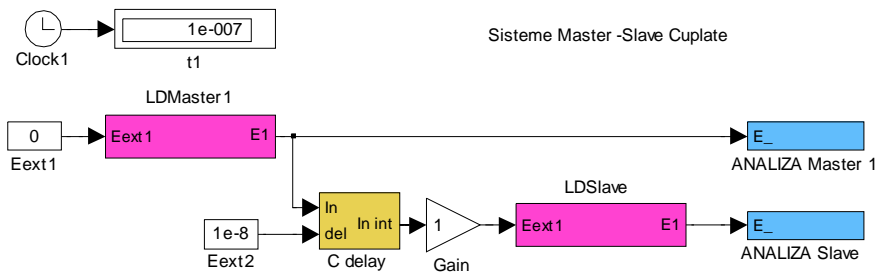 1e-007
Sisteme Master -Slave Cuplate
Clock1
t1
LDMaster1
0
Eext1
E1
E_
Eext1
ANALIZA Master 1
LDSlave
In
In int
1
Eext1
E1
E_
1e-8
del
Eext2
C delay
Gain
ANALIZA Slave